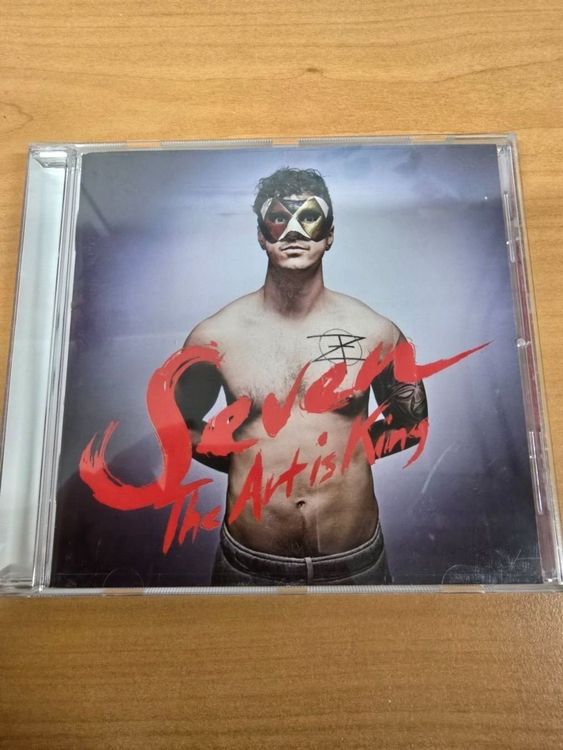 Seven
The Art is King